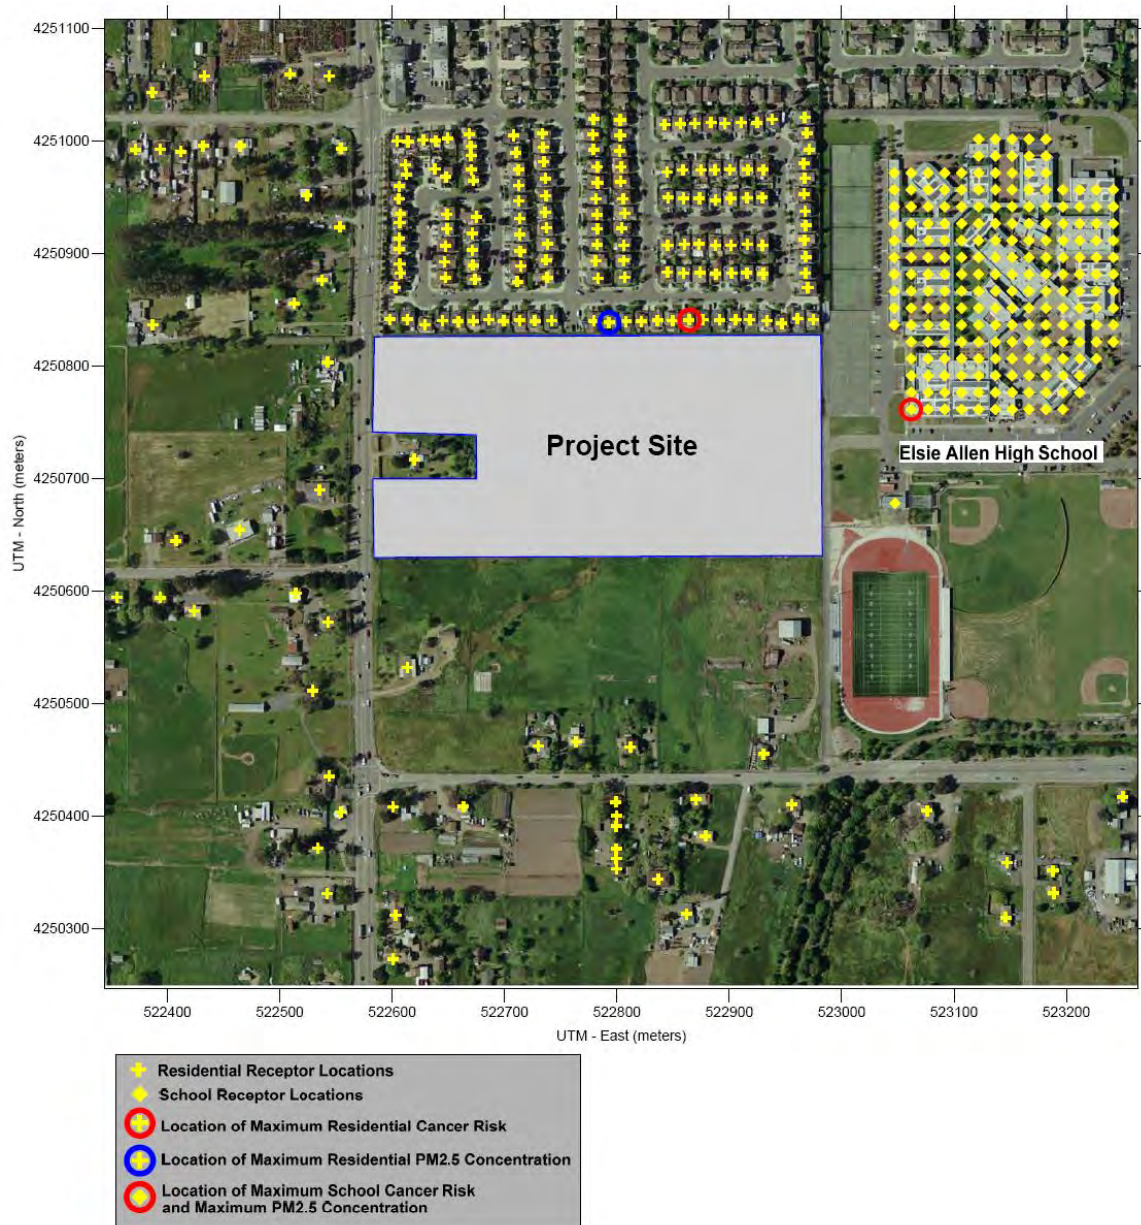 4251100
4251000
4250900
4250800
4250700
4250600
4250500
4250400
4250300
UTM - North (meters)
Project Site
Elsie Allen High School
522400
522500
522600
522700
522800
522900
523000
523100
523200
UTM - East (meters)
Residential Receptor Locations
School Receptor Locations
Location of Maximum Residential Cancer Risk
Location of Maximum Residential PM2.5 Concentration
Location of Maximum School Cancer Risk
and Maximum PM2.5 Concentration